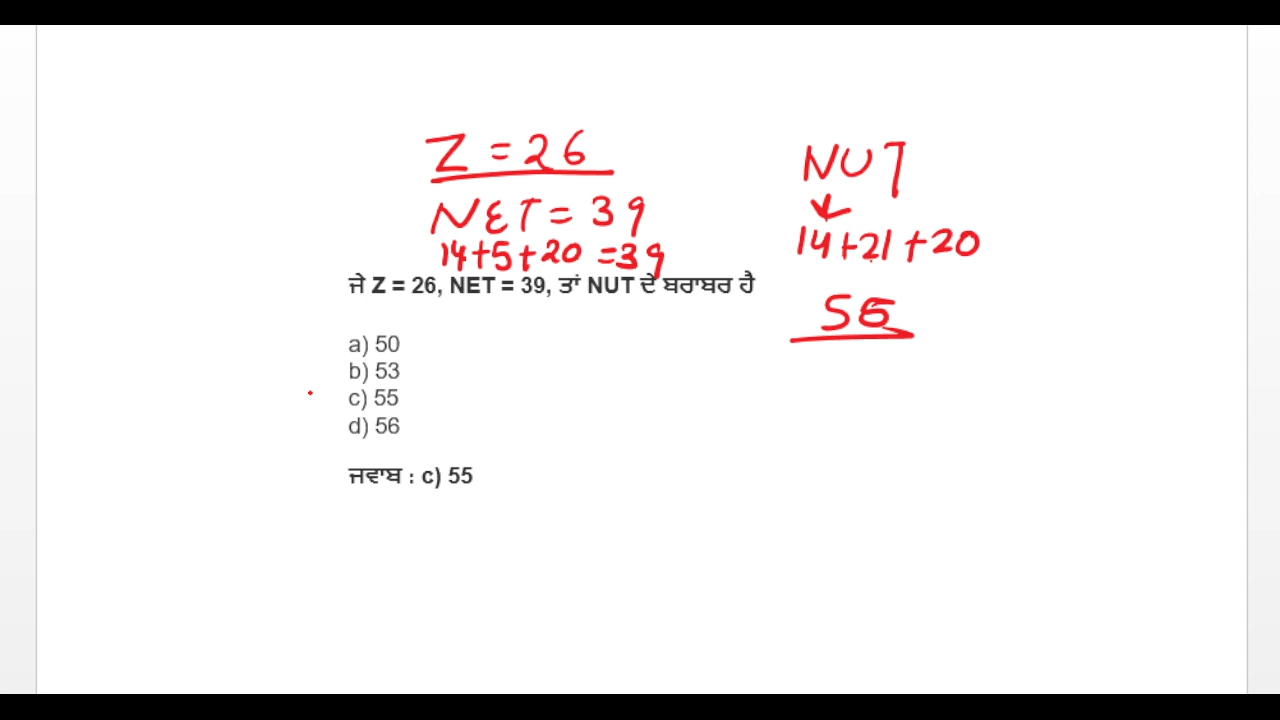 Z = 26
NET = 39
14+5+20 =39
NUT
14+21+20
ਜੇ Z = 26, NET = 39, ਤਾਂ NUT ਦੇ ਬਰਾਬਰ ਹੈ
a) 50
b) 53
c) 55
d) 56
ਜਵਾਬ : c) 55